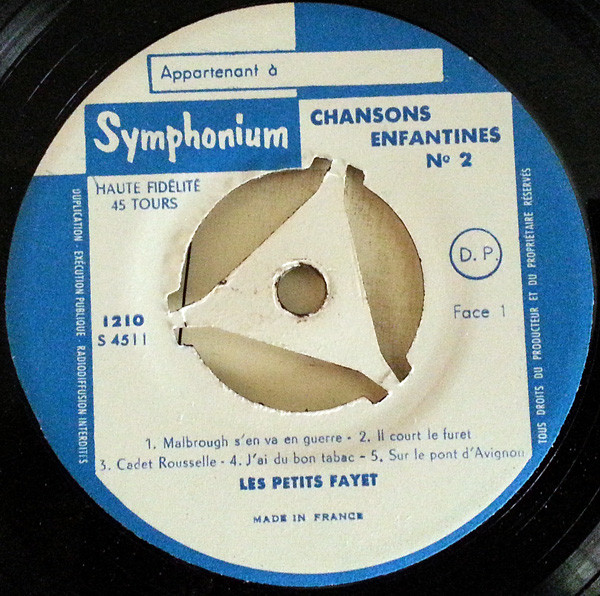 Appartenant à
Symphonium
CHANSONS
ENFANTINES
Nº 2
HAUTE FIDÉLITÉ
45 TOURS
DUPLICATION - EXÉCUTION PUBLIQUE RADIODIFFUSION INTERDITES
TOUS DROITS DU PRODUCTEUR ET DU PROPRIÉTAIRE RÉSERVÉS
D. P.
1210
S 4511
Face 1
1. Malbrough s'en va en guerre - 2. Il court le furet
3. Cadet Rousselle - 4. J'ai du bon tabac - 5. Sur le pont d'Avignon
LES PETITS FAYET
MADE IN FRANCE